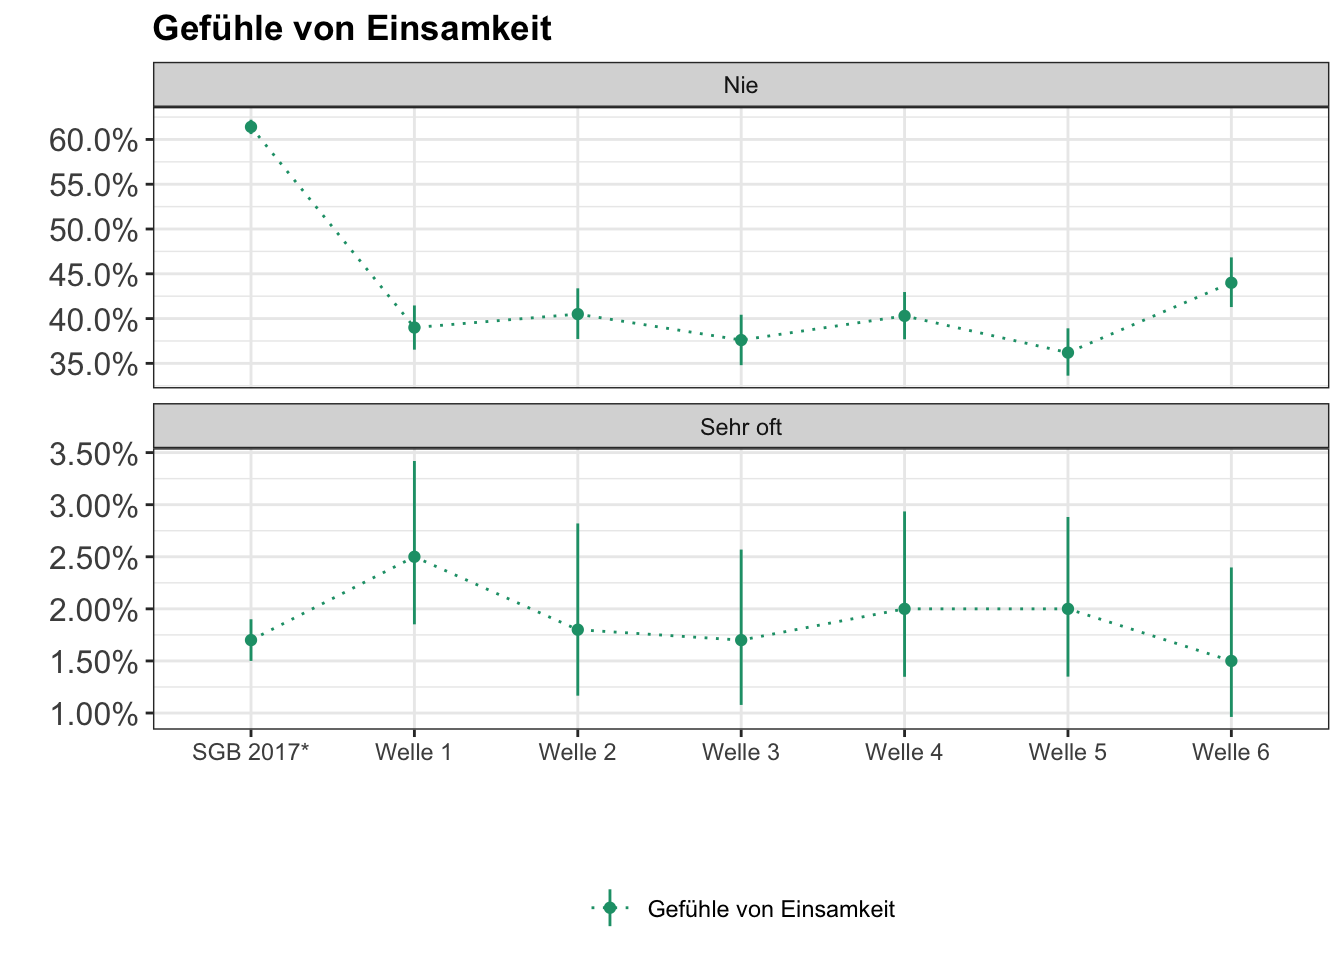 Gefühle von Einsamkeit
Nie
60.0%
55.0%
50.0%
45.0%
40.0%
35.0%
Sehr oft
3.50%
3.00%
2.50%
2.00%
1.50%
1.00%
SGB 2017* Welle 1 Welle 2 Welle 3 Welle 4 Welle 5 Welle 6
Gefühle von Einsamkeit